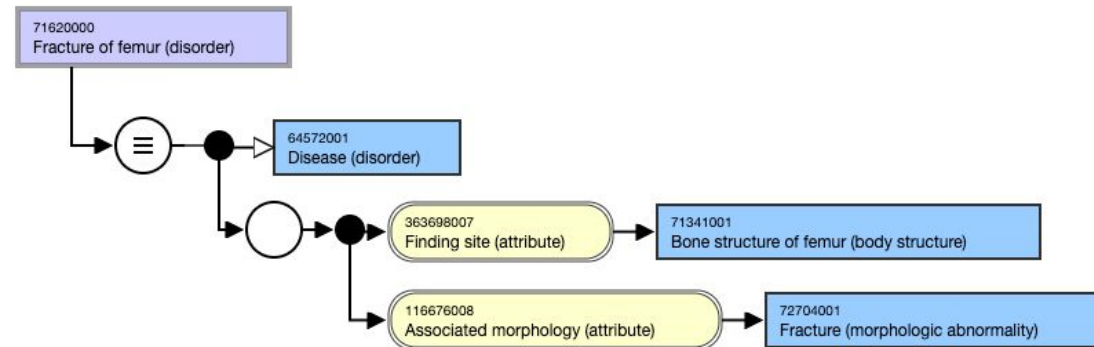 71620000
Fracture of femur (disorder)
64572001
Disease (disorder)
363698007
Finding site (attribute)
71341001
Bone structure of femur (body structure)
116676008
Associated morphology (attribute)
72704001
Fracture (morphologic abnormality)